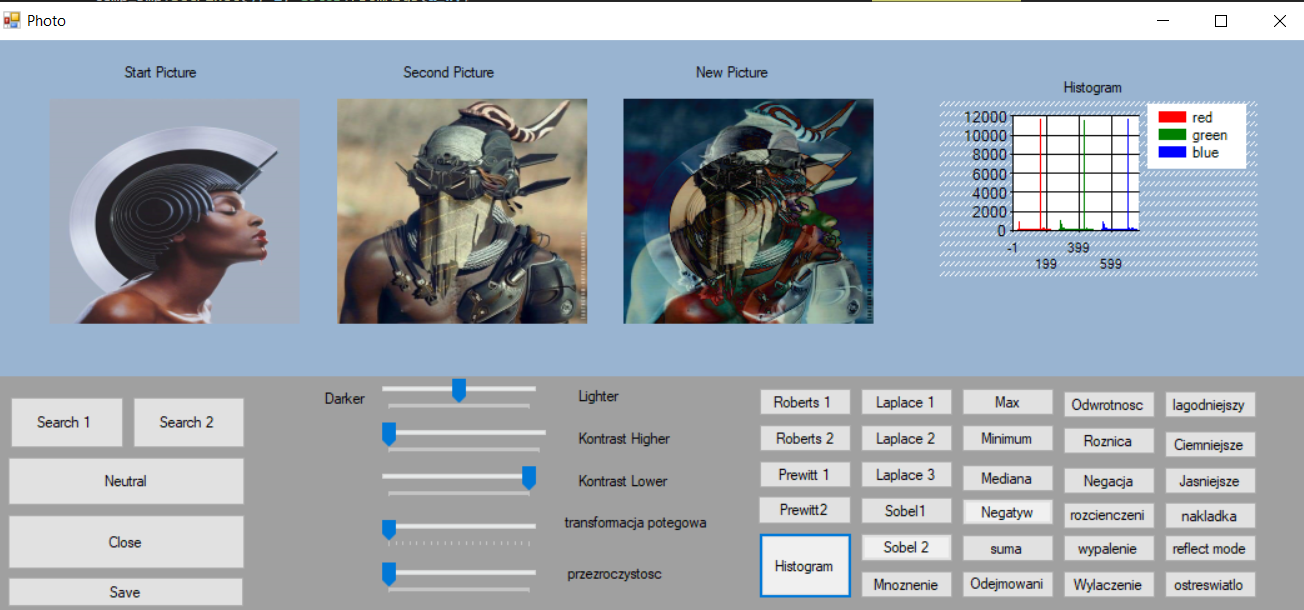 Photo
Start Picture
Second Picture
New Picture
Histogram
12000
10000
8000
6000
4000
2000
0
-1
199
399
599
red
green
blue
Search 1
Search 2
Neutral
Close
Save
Darker
Lighter
Kontrast Higher
Kontrast Lower
transformacja potegowa
przezroczystosc
Roberts 1
Laplace 1
Max
Odwrotnosc
lagodniejszy
Roberts 2
Laplace 2
Minimum
Roznica
Ciemniejsze
Prewitt 1
Laplace 3
Mediana
Negacja
Jasniejsze
Prewitt2
Sobel1
Negatyw
rozcienczeni
nakladka
Histogram
Sobel 2
suma
wypalenie
reflect mode
Mnoznenie
Odejmowani
Wylaczenie
ostreswiatlo